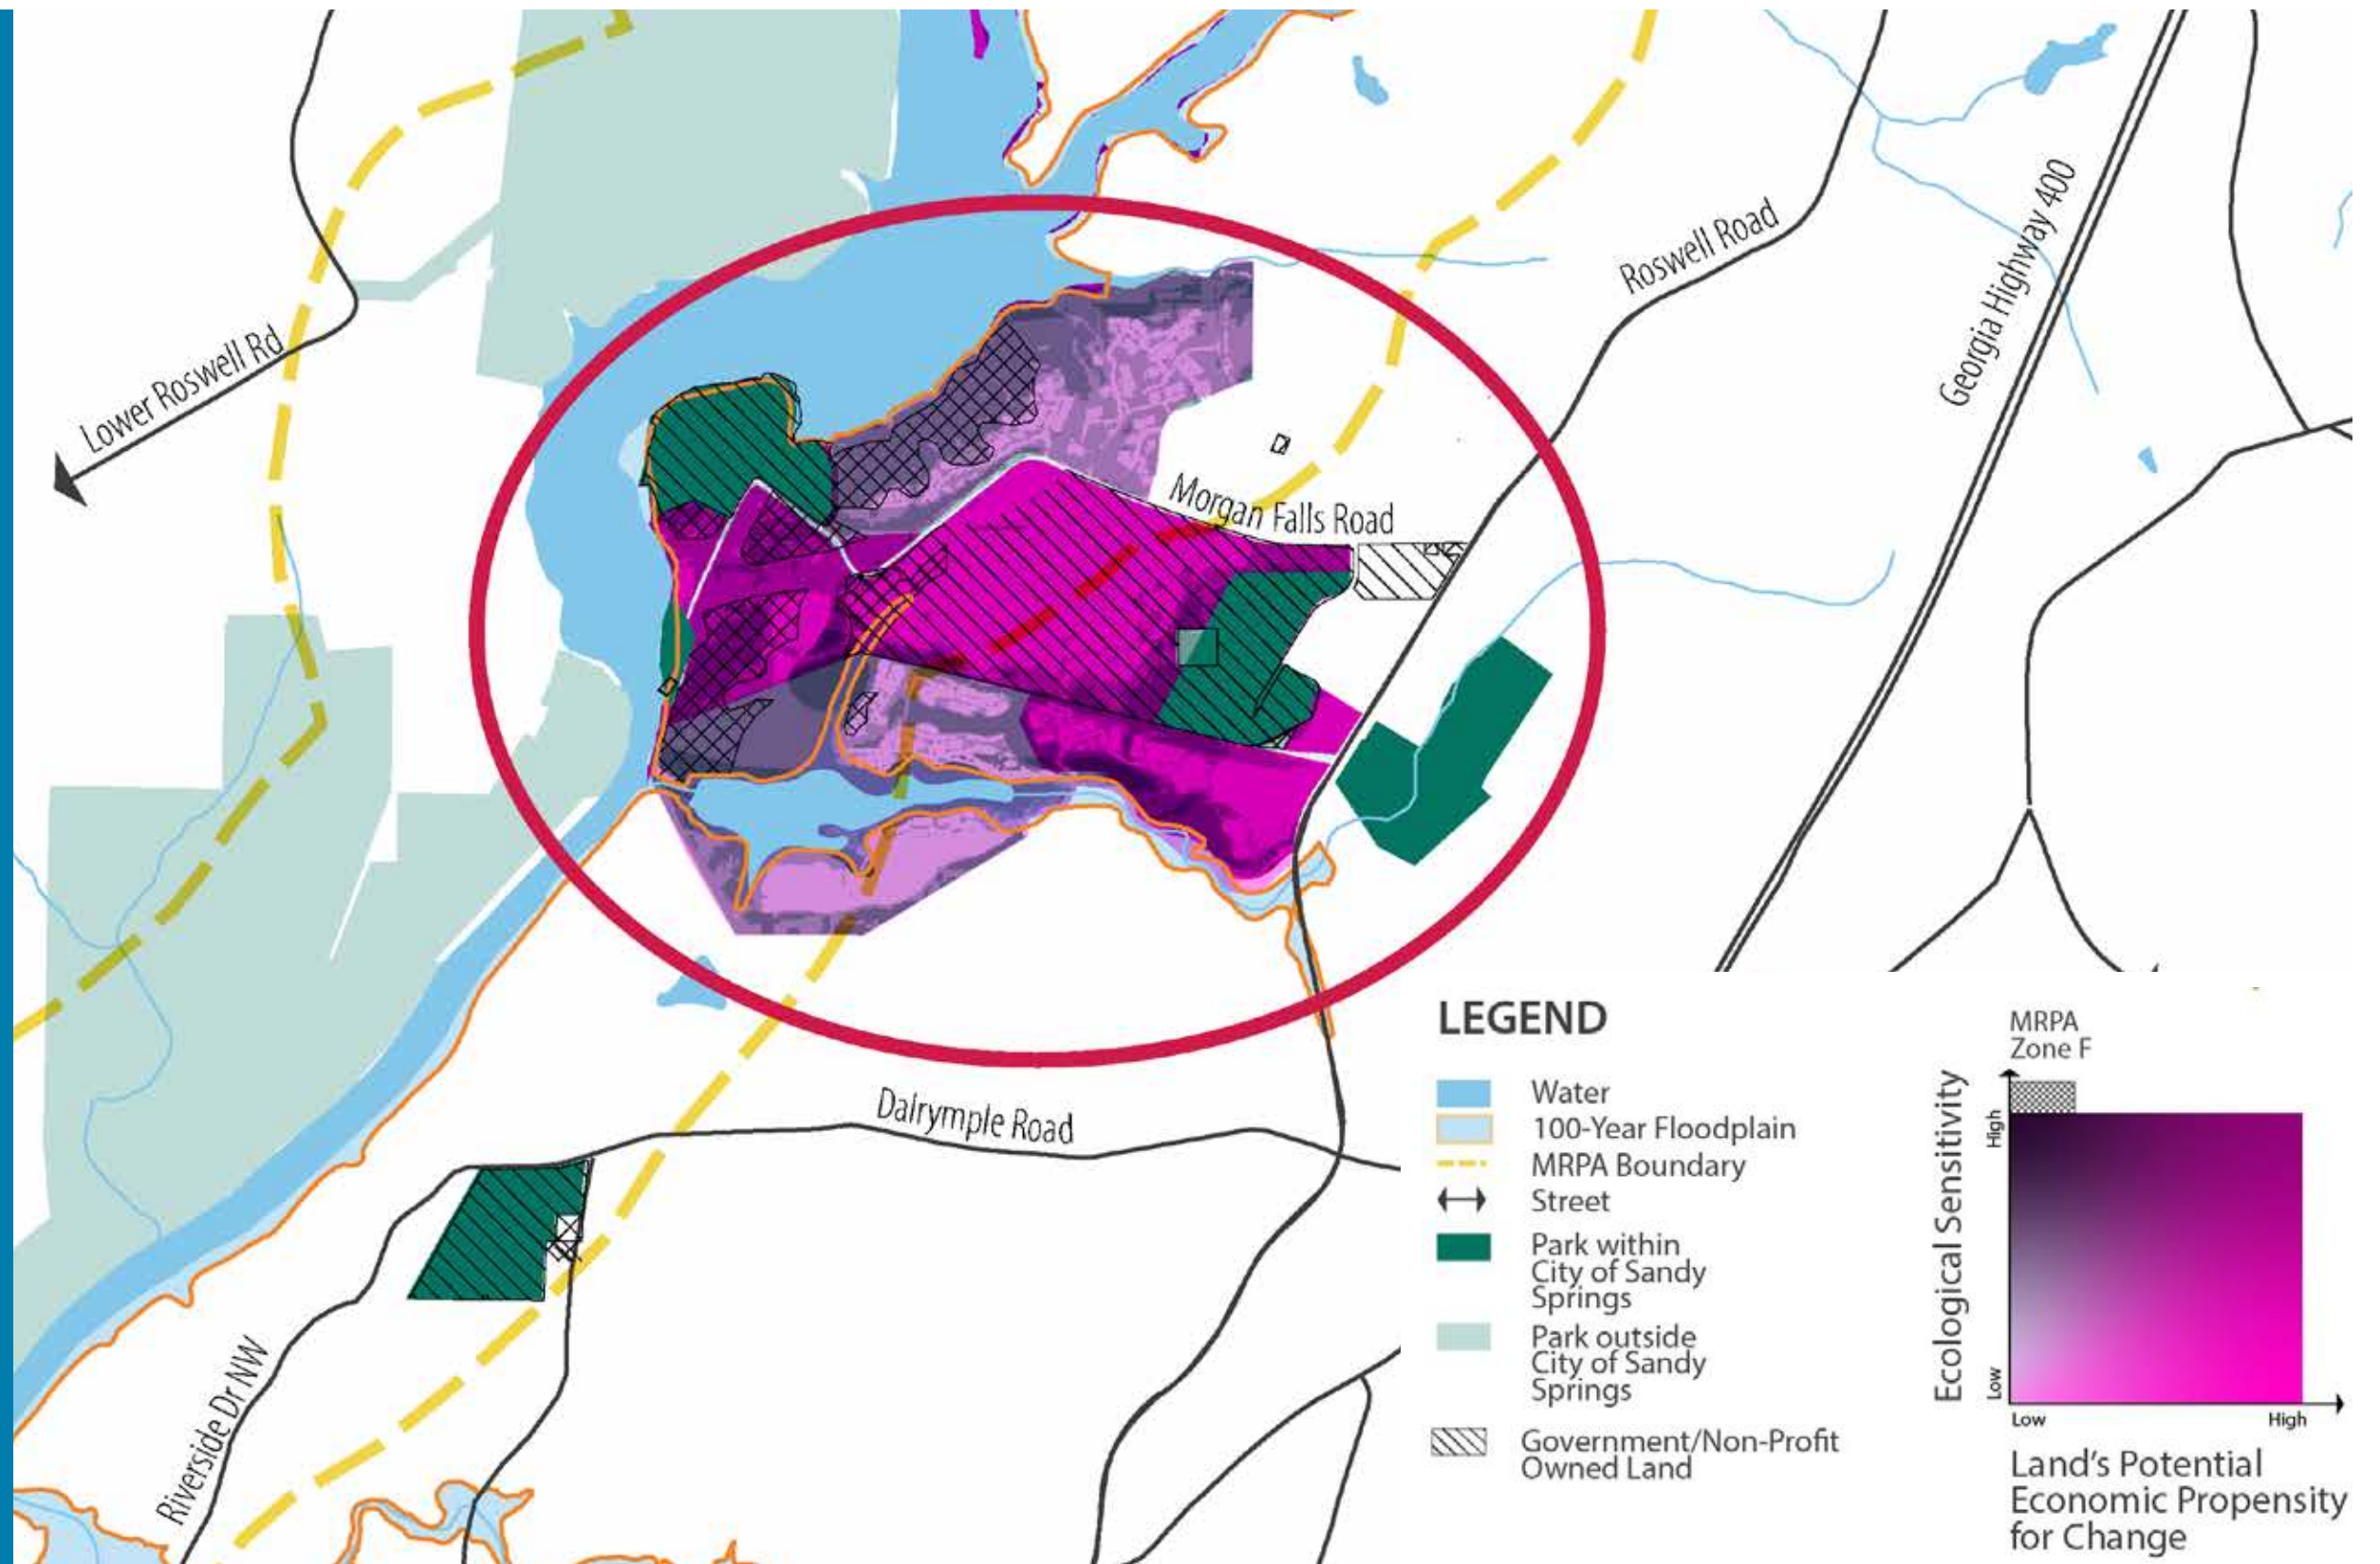 Lower Roswell Rd
Roswell Road
Georgia Highway 400
Morgan Falls Road
Dalrymple Road
Riverside Dr NW
LEGEND
Water
100-Year Floodplain
MRPA Boundary
Street
Park within
City of Sandy
Springs
Park outside
City of Sandy
Springs
Government/Non-Profit
Owned Land
MRPA
Zone F
Ecological Sensitivity
High
Low
Low
High
Land's Potential
Economic Propensity
for Change